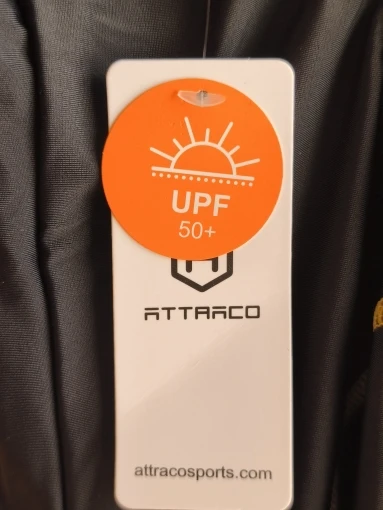 UPF
50+
ATTRACO
attracosports.com